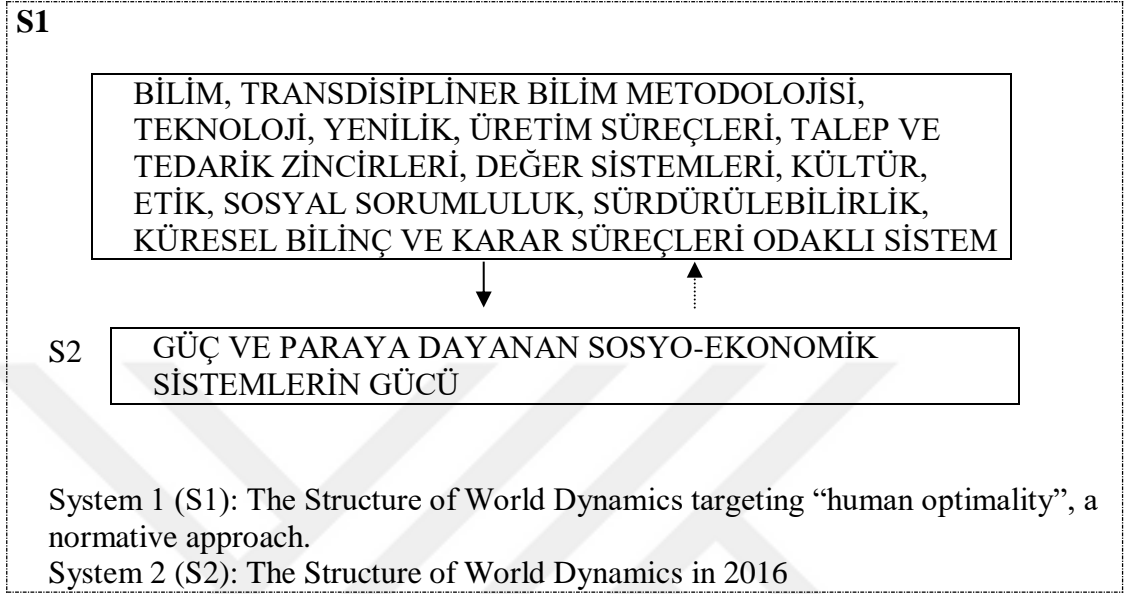 S1
BİLİM, TRANSDİSİPLİNER BİLİM METODOLOJİSİ,
TEKNOLOJİ, YENİLİK, ÜRETİM SÜREÇLERİ, TALEP VE
TEDARİK ZİNCİRLERİ, DEĞER SİSTEMLERİ, KÜLTÜR,
ETİK, SOSYAL SORUMLULUK, SÜRDÜRÜLEBİLİRLİK,
KÜRESEL BİLİNÇ VE KARAR SÜREÇLERİ ODAKLI SİSTEM
S2
GÜÇ VE PARAYA DAYANAN SOSYO-EKONOMİK
SİSTEMLERİN GÜCÜ
System 1 (S1): The Structure of World Dynamics targeting “human optimality”, a
normative approach.
System 2 (S2): The Structure of World Dynamics in 2016